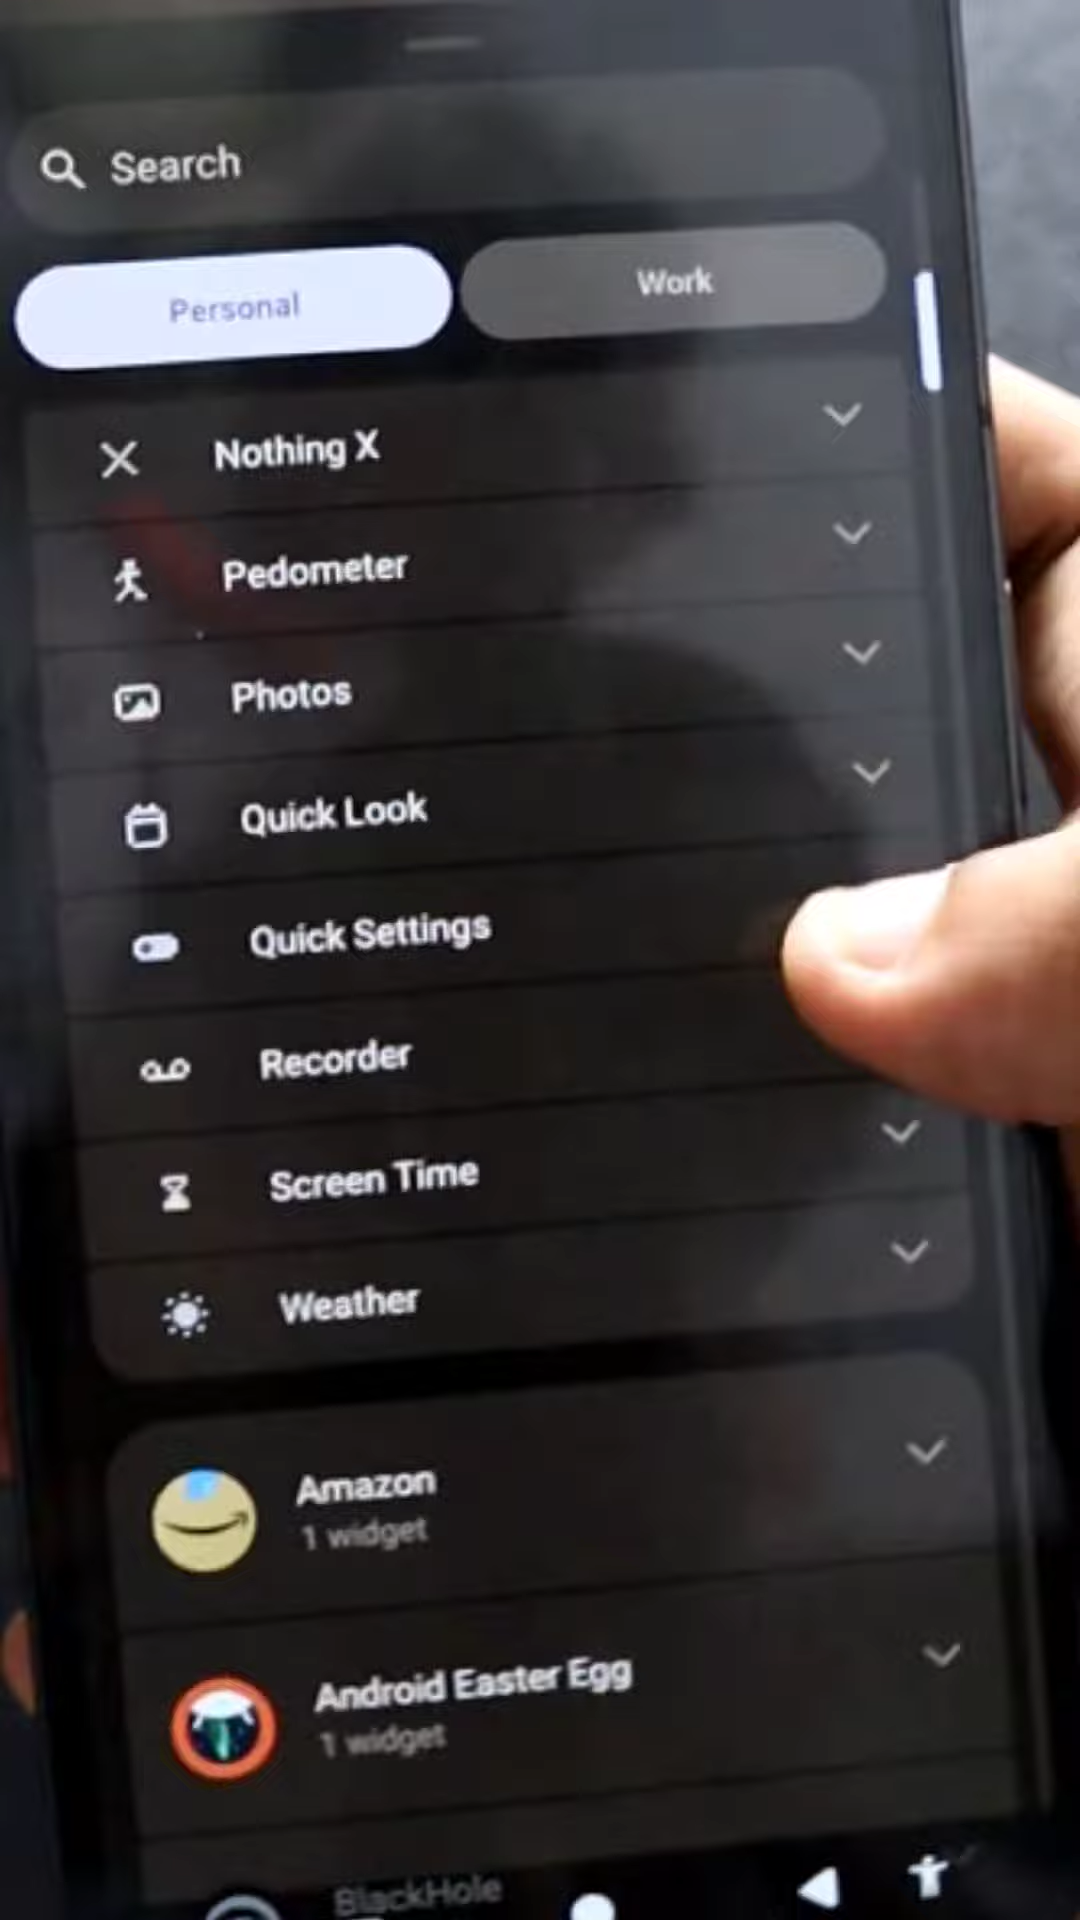 Search
Personal
Work
Nothing X
Pedometer
Photos
Quick Look
Quick Settings
Recorder
Screen Time
Weather
Amazon
1 widget
Android Easter Egg
1 widget
BlackHole